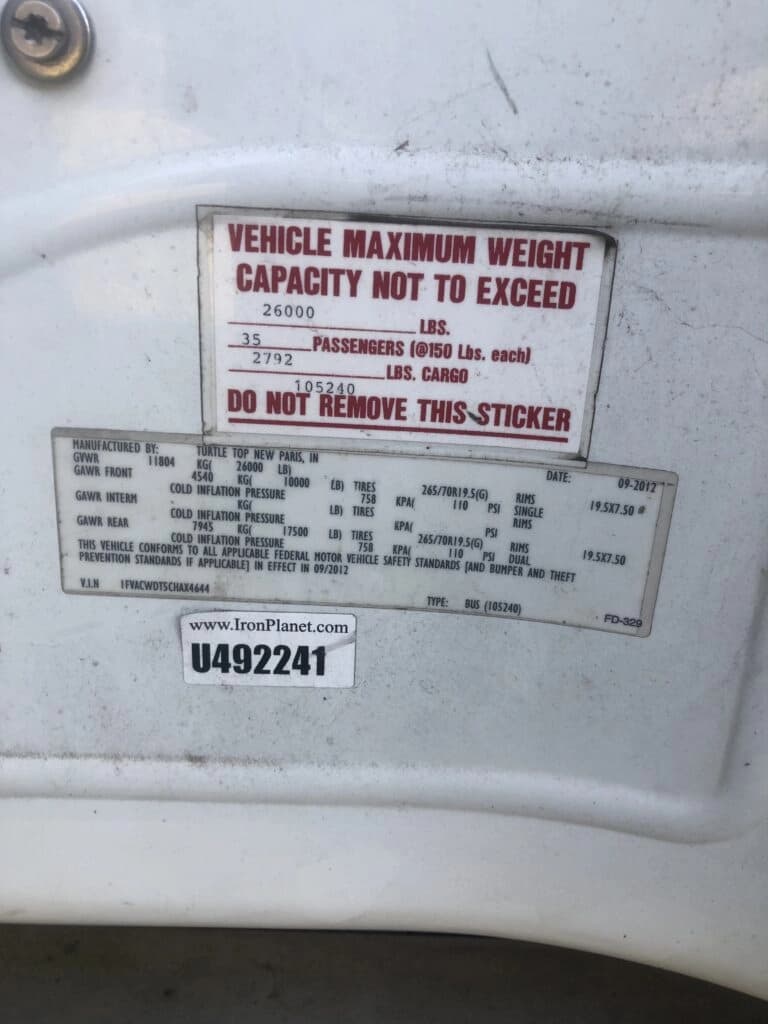 VEHICLE MAXIMUM WEIGHT
CAPACITY NOT TO EXCEED
26000 LBS.
35 PASSENGERS (@150 Lbs. each)
2792 LBS. CARGO
105240
DO NOT REMOVE THIS STICKER
MANUFACTURED BY: TURTLE TOP NEW PARIS, IN DATE: 09-2012
GVWR 11804 KG( 26000 LB)
GAWR FRONT 4540 KG( 10000 LB) TIRES 265/70R19.5(G) RIMS 19.5X7.50
COLD INFLATION PRESSURE 758 KPA( 110 PSI SINGLE
GAWR INTERM KG( LB) TIRES RIMS
COLD INFLATION PRESSURE KPA( PSI
GAWR REAR 7945 KG( 17500 LB) TIRES 265/70R19.5(G) RIMS 19.5X7.50
COLD INFLATION PRESSURE 758 KPA( 110 PSI DUAL
THIS VEHICLE CONFORMS TO ALL APPLICABLE FEDERAL MOTOR VEHICLE SAFETY STANDARDS [AND BUMPER AND THEFT
PREVENTION STANDARDS IF APPLICABLE] IN EFFECT IN 09/2012
V.I.N 1FVACWDT5CHAX4644 TYPE: BUS (105240) FD-329
www.IronPlanet.com
U492241